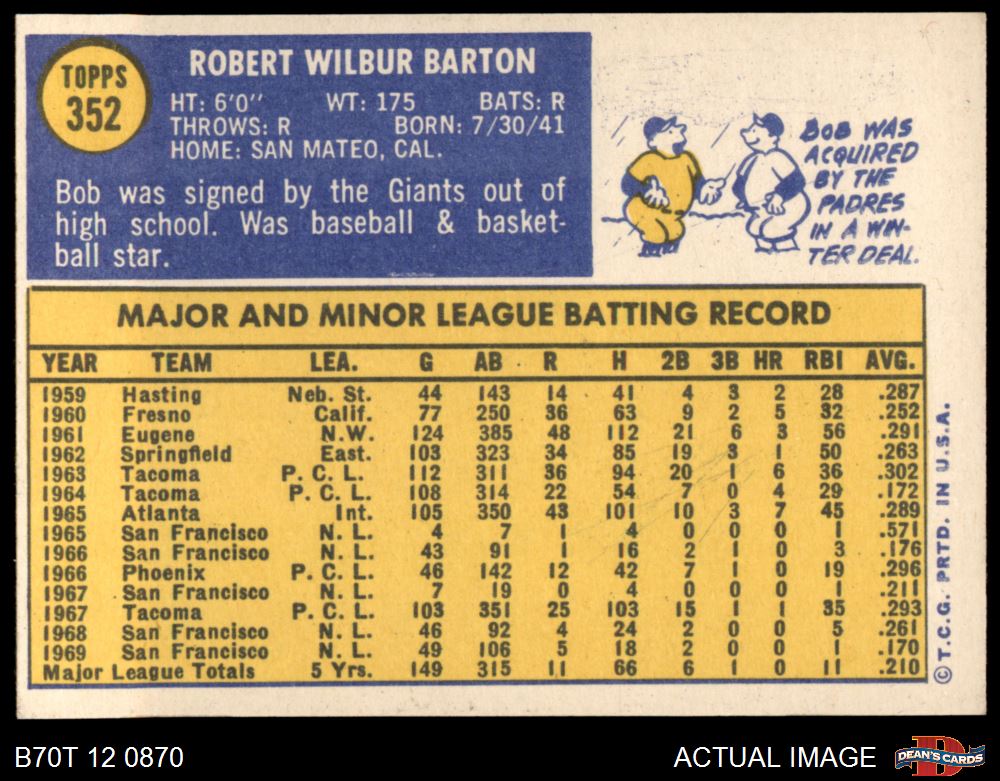 TOPPS
352
ROBERT WILBUR BARTON
HT: 6'0" WT: 175 BATS: R
THROWS: R BORN: 7/30/41
HOME: SAN MATEO, CAL.
Bob was signed by the Giants out of
high school. Was baseball & basket-
ball star.
BOB WAS
ACQUIRED
BY THE
PADRES
IN A WIN-
TER DEAL.
MAJOR AND MINOR LEAGUE BATTING RECORD
YEAR TEAM LEA. G AB R H 2B 3B HR RBI AVG.
1959 Hasting Neb. St. 44 143 14 41 4 3 2 28 .287
1960 Fresno Calif. 77 250 36 63 9 2 5 32 .252
1961 Eugene N.W. 124 385 48 112 21 6 3 56 .291
1962 Springfield East. 103 323 34 85 19 3 1 50 .263
1963 Tacoma P. C. L. 112 311 36 94 20 1 6 36 .302
1964 Tacoma P. C. L. 108 314 22 54 7 0 4 29 .172
1965 Atlanta Int. 105 350 43 101 10 3 7 45 .289
1965 San Francisco N. L. 4 7 1 4 0 0 0 1 .571
1966 San Francisco N. L. 43 91 1 16 2 1 0 3 .176
1966 Phoenix P. C. L. 46 142 12 42 7 1 0 19 .296
1967 San Francisco N. L. 7 19 0 4 0 0 0 1 .211
1967 Tacoma P. C. L. 103 351 25 103 15 1 1 35 .293
1968 San Francisco N. L. 46 92 4 24 2 0 0 5 .261
1969 San Francisco N. L. 49 106 5 18 2 0 0 1 .170
Major League Totals 5 Yrs. 149 315 11 66 6 1 0 11 .210
© T.C.G. PRTD. IN U.S.A.
B70T 12 0870
ACTUAL IMAGE
D
DEAN'S CARDS